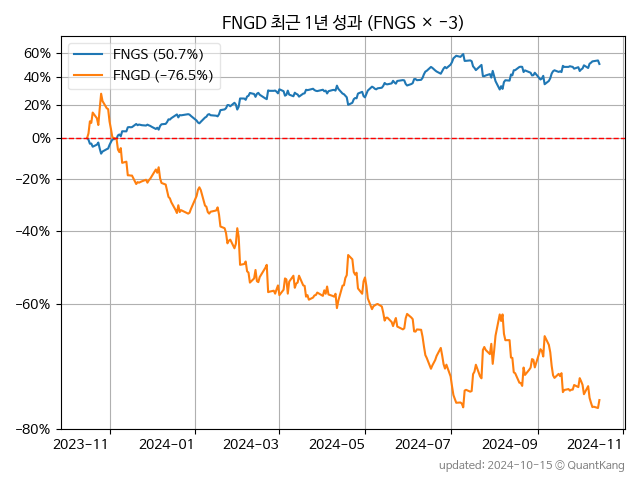 FNGD 최근 1년 성과 (FNGS × −3)
FNGS (50.7%)
FNGD (−76.5%)
60%
40%
20%
0%
−20%
−40%
−60%
−80%
2023−11 2024−01 2024−03 2024−05 2024−07 2024−09 2024−11
updated: 2024-10-15 © QuantKang